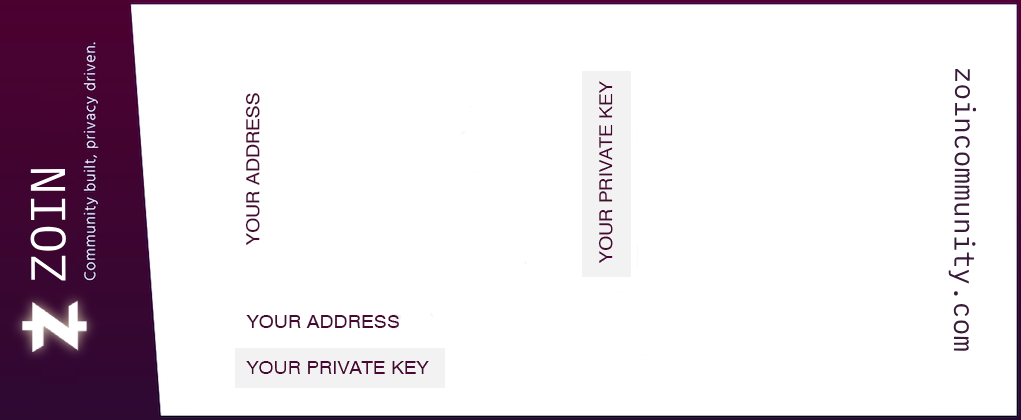 ZOIN
Community built, privacy driven.
YOUR ADDRESS
YOUR PRIVATE KEY
YOUR ADDRESS
YOUR PRIVATE KEY
zoincommunity.com